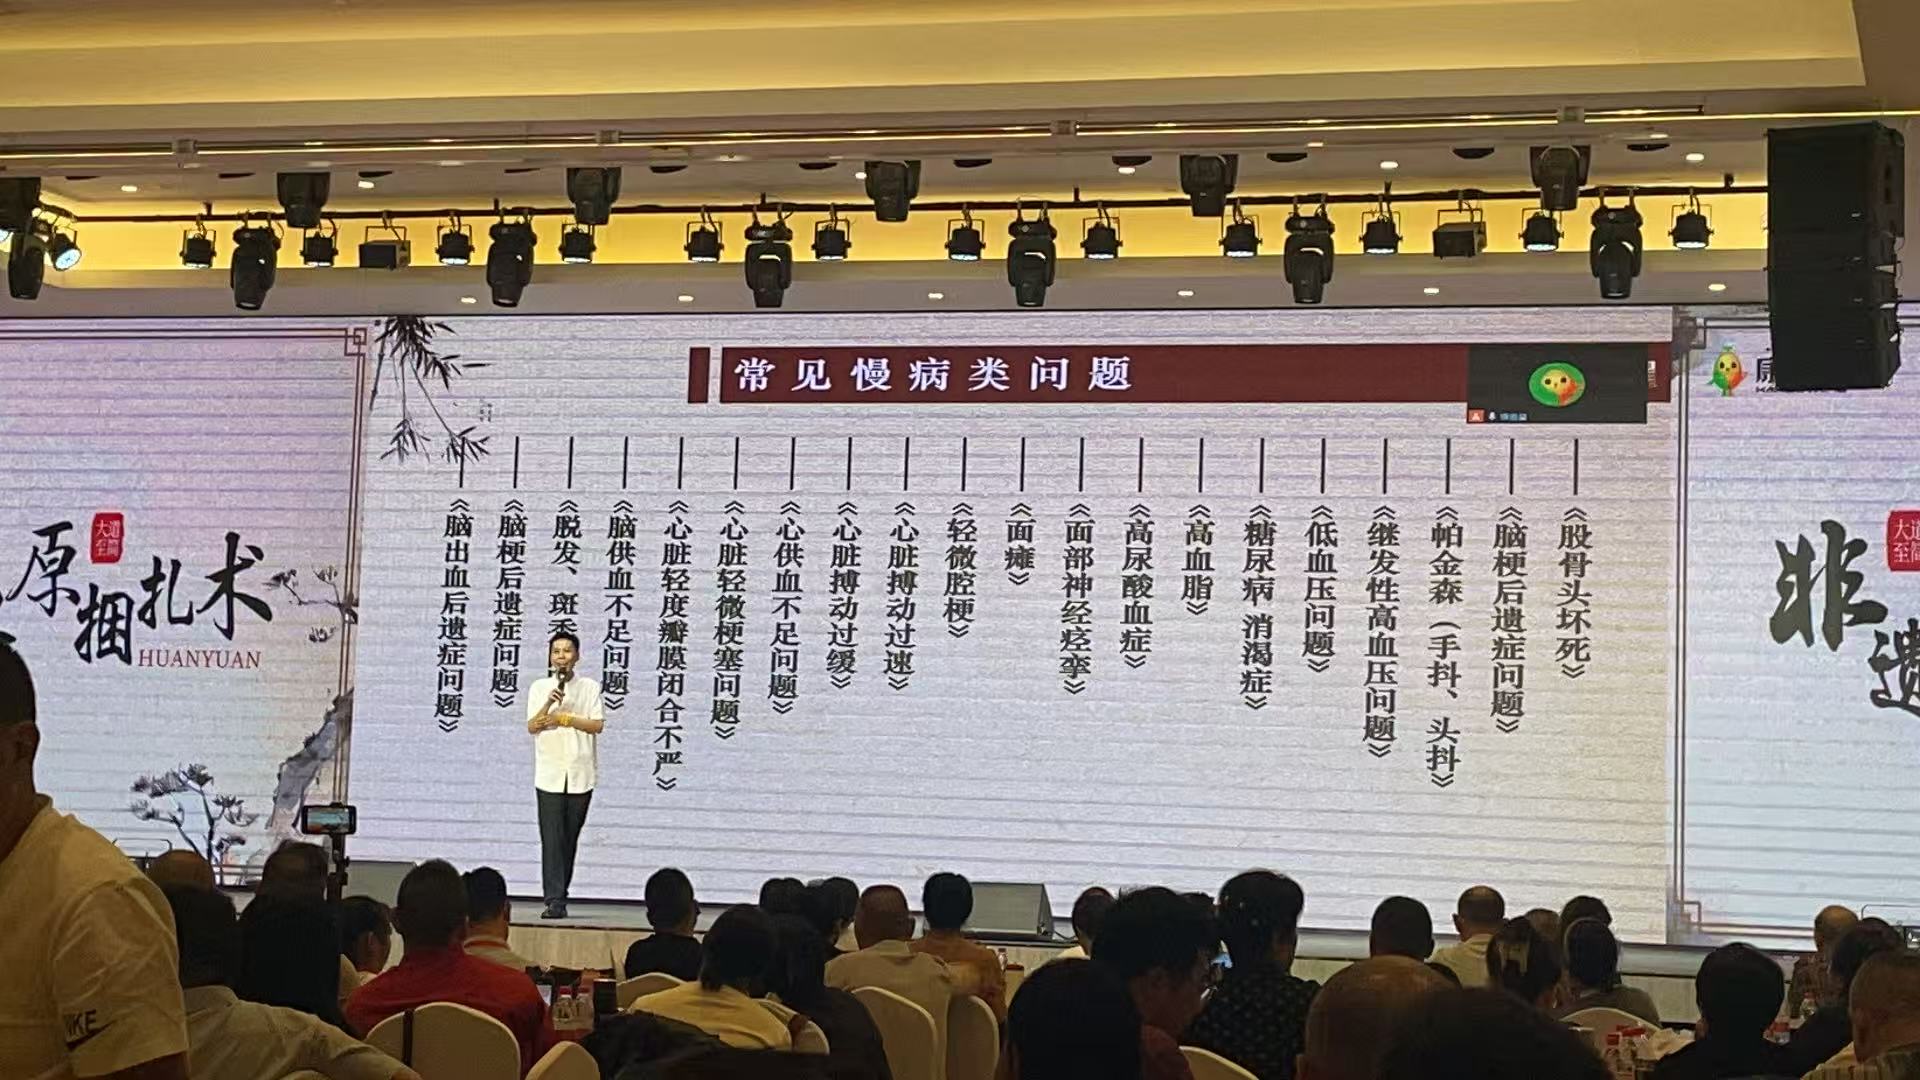 常见慢病类问题
《脑出血后遗症问题》
《脑梗后遗症问题》
《脱发、斑秃
《脑供血不足问题》
《心脏轻度瓣膜闭合不严》
《心脏轻微梗塞问题》
《心供血不足问题》
《心脏搏动过缓》
《心脏搏动过速》
《轻微腔梗》
《面瘫》
《面部神经痉挛》
《高尿酸血症》
《高血脂》
《糖尿病 消渴症》
《低血压问题》
《继发性高血压问题》
《帕金森（手抖、头抖》
《脑梗后遗症问题》
《股骨头坏死》
原捆扎术
大道至简
HUANYUAN
非遗
大道至简
康
NIKE